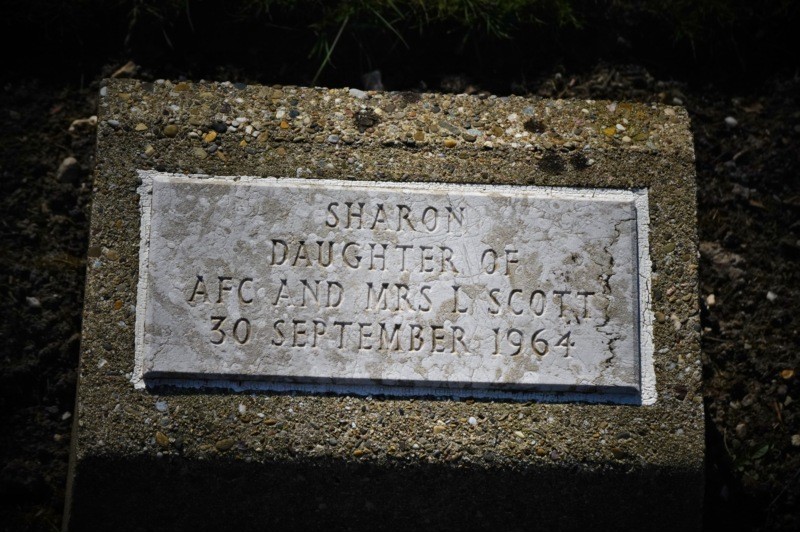 SHARON
DAUGHTER OF
AFC AND MRS L SCOTT
30 SEPTEMBER 1964